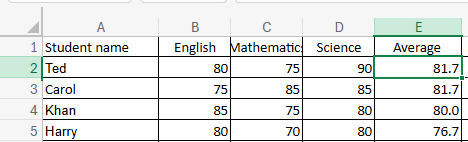 A B C D E
1 Student name English Mathematics Science Average
2 Ted 80 75 90 81.7
3 Carol 75 85 85 81.7
4 Khan 85 75 80 80.0
5 Harry 80 70 80 76.7